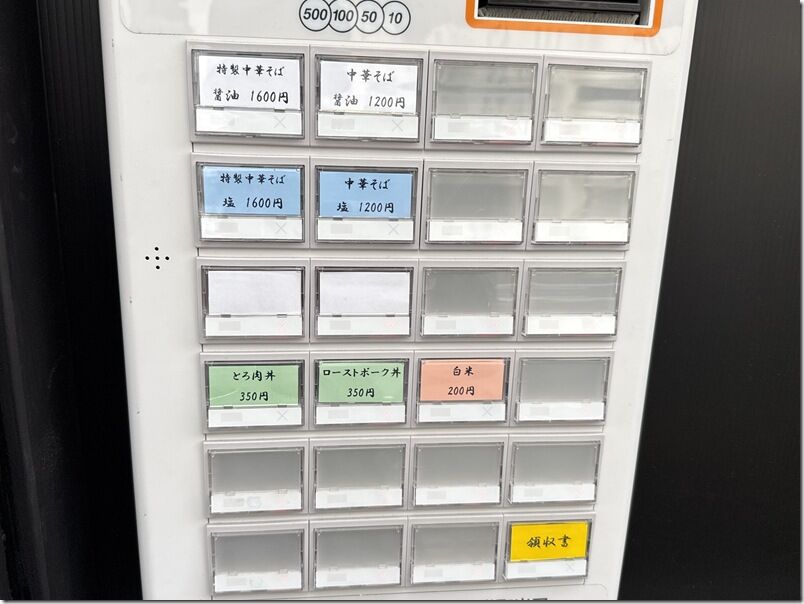 500 100 50 10
特製中華そば
醤油 1600円
中華そば
醤油 1200円
特製中華そば
塩 1600円
中華そば
塩 1200円
とろ肉丼
350円
ローストポーク丼
350円
白米
200円
領収書